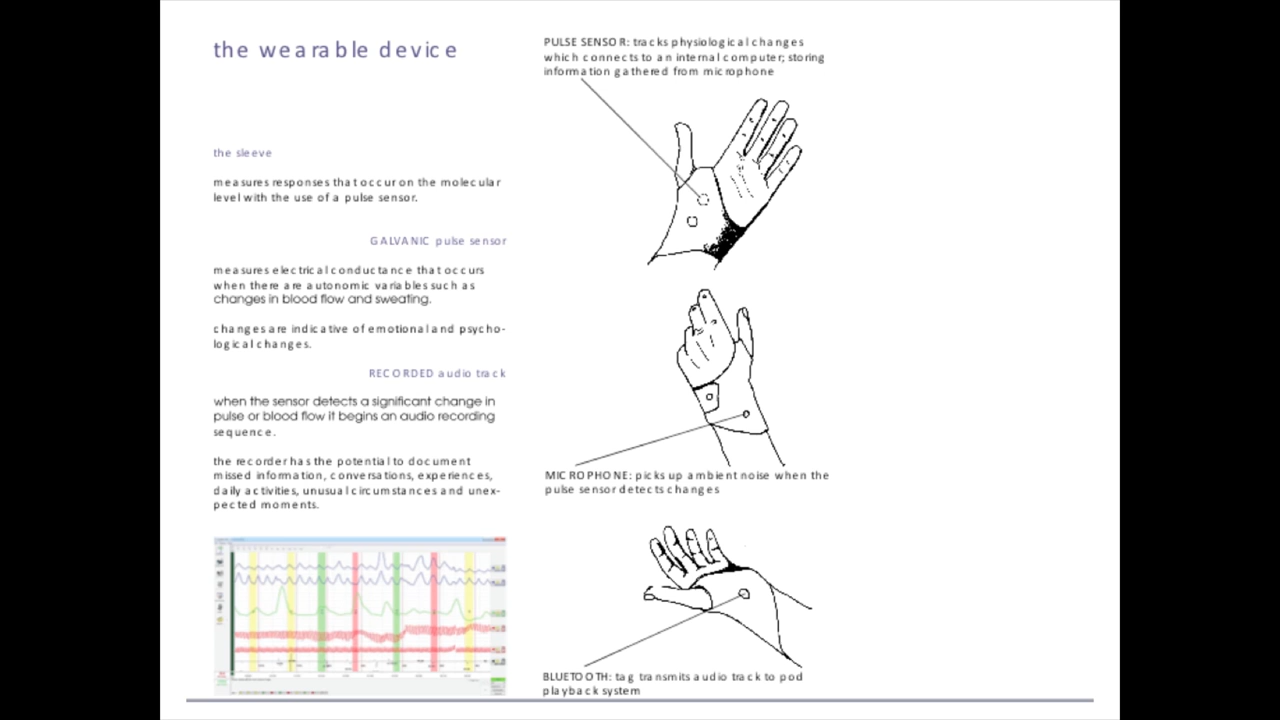 the wearable device
the sleeve
measures responses that occur on the molecular
level with the use of a pulse sensor.
GALVANIC pulse sensor
measures electrical conductance that occurs
when there are autonomic variables such as
changes in blood flow and sweating.
changes are indicative of emotional and psycho-
logical changes.
RECORDED audio track
when the sensor detects a significant change in
pulse or blood flow it begins an audio recording
sequence.
the recorder has the potential to document
missed information, conversations, experiences,
daily activities, unusual circumstances and unex-
pected moments.
PULSE SENSOR: tracks physiological changes
which connects to an internal computer; storing
information gathered from microphone
MICROPHONE: picks up ambient noise when the
pulse sensor detects changes
BLUETOOTH: tag transmits audio track to pod
playback system